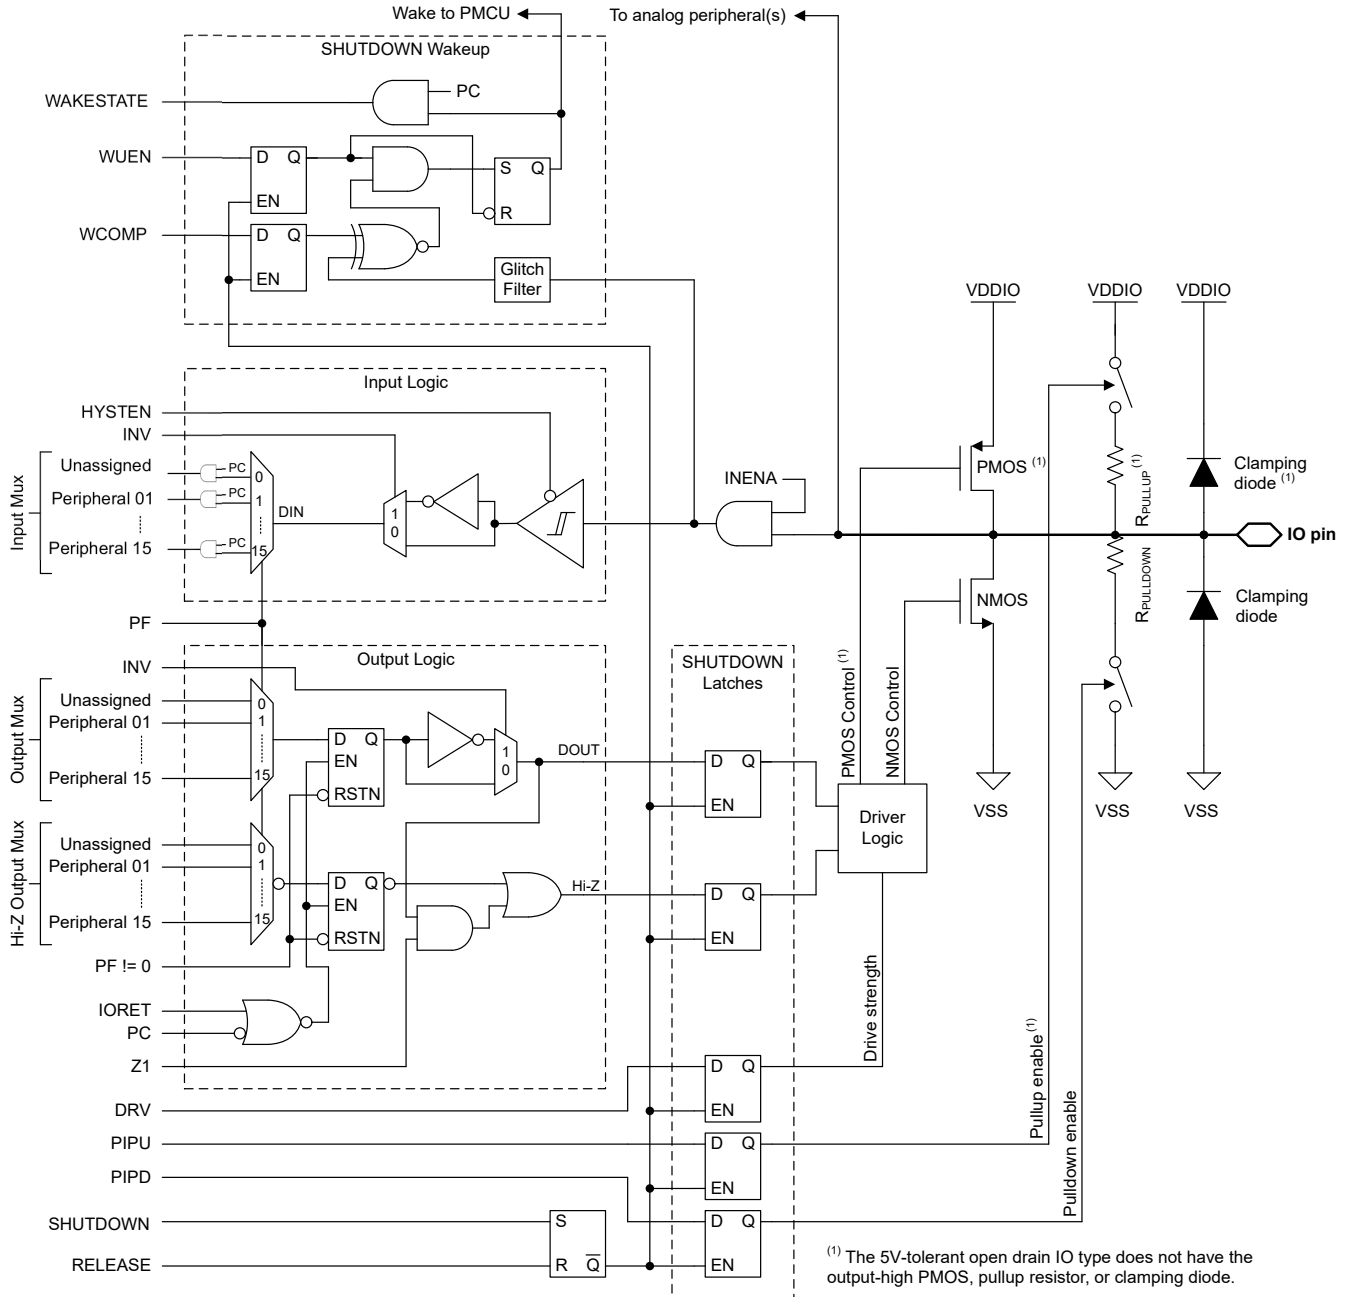 Wake to PMCU
To analog peripheral(s)
SHUTDOWN Wakeup
WAKESTATE
PC
WUEN
D Q
EN
S Q
R
WCOMP
D Q
EN
Glitch
Filter
Input Logic
HYSTEN
INV
Input Mux
Unassigned
PC
0
Peripheral 01
PC
1
Peripheral 15
PC
15
DIN
1
0
INENA
VDDIO
VDDIO
VDDIO
PMOS (1)
RPULLUP (1)
Clamping
diode (1)
IO pin
NMOS
RPULLDOWN
Clamping
diode
VSS
VSS
VSS
PF
Output Logic
INV
Output Mux
Unassigned
0
Peripheral 01
1
Peripheral 15
15
D Q
EN
RSTN
1
0
DOUT
Hi-Z Output Mux
Unassigned
0
Peripheral 01
1
Peripheral 15
15
D Q
EN
RSTN
Hi-Z
PF != 0
IORET
PC
Z1
SHUTDOWN
Latches
D Q
EN
D Q
EN
PMOS Control (1)
NMOS Control
Driver
Logic
Drive strength
DRV
D Q
EN
PIPU
D Q
EN
Pullup enable (1)
PIPD
D Q
EN
Pulldown enable
SHUTDOWN
S
RELEASE
R Q̅
(1) The 5V-tolerant open drain IO type does not have the
output-high PMOS, pullup resistor, or clamping diode.